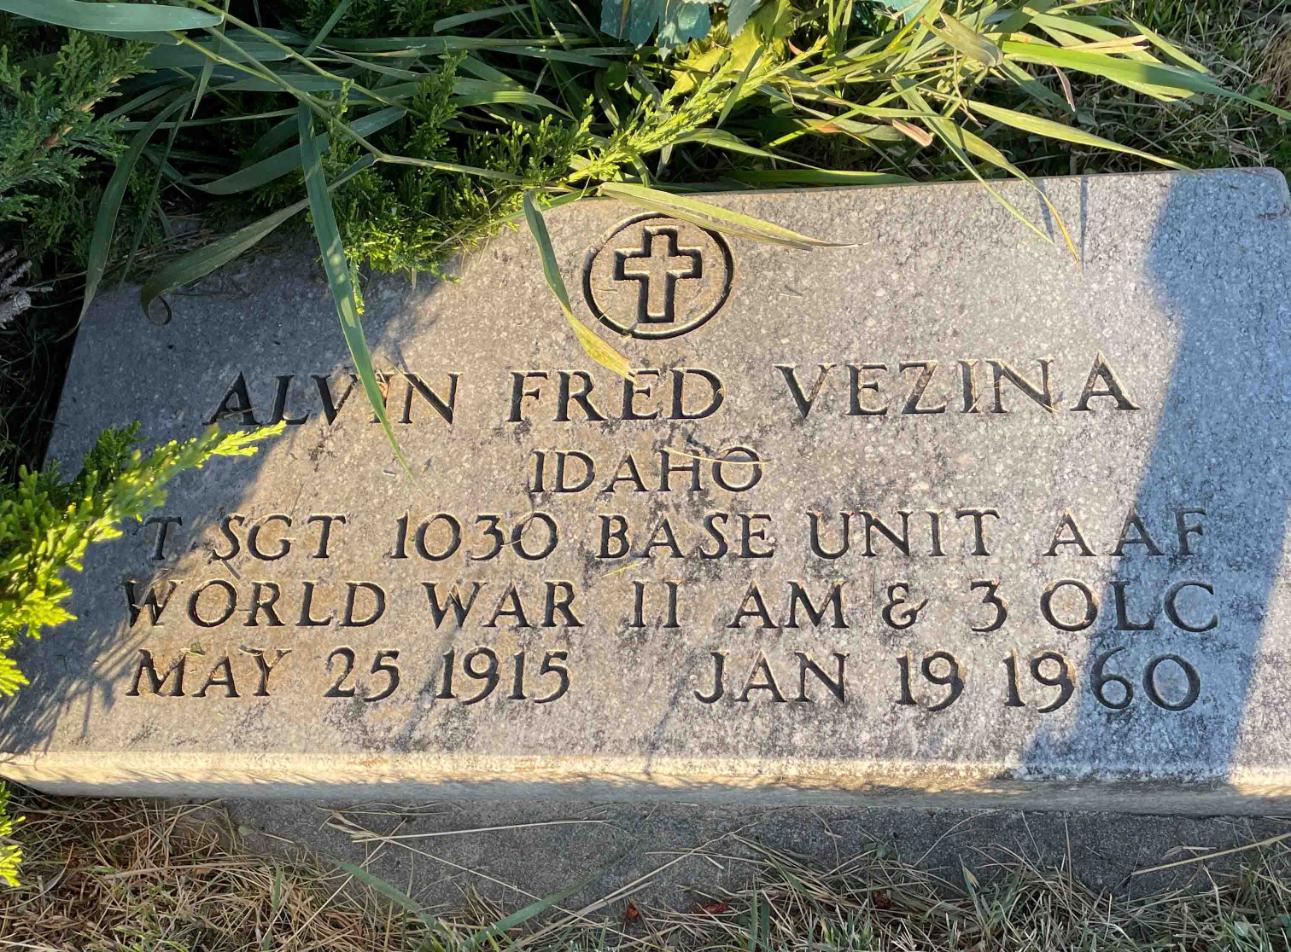 ALVIN FRED VEZINA
IDAHO
T SGT 1030 BASE UNIT AAF
WORLD WAR II AM & 3 OLC
MAY 25 1915 JAN 19 1960